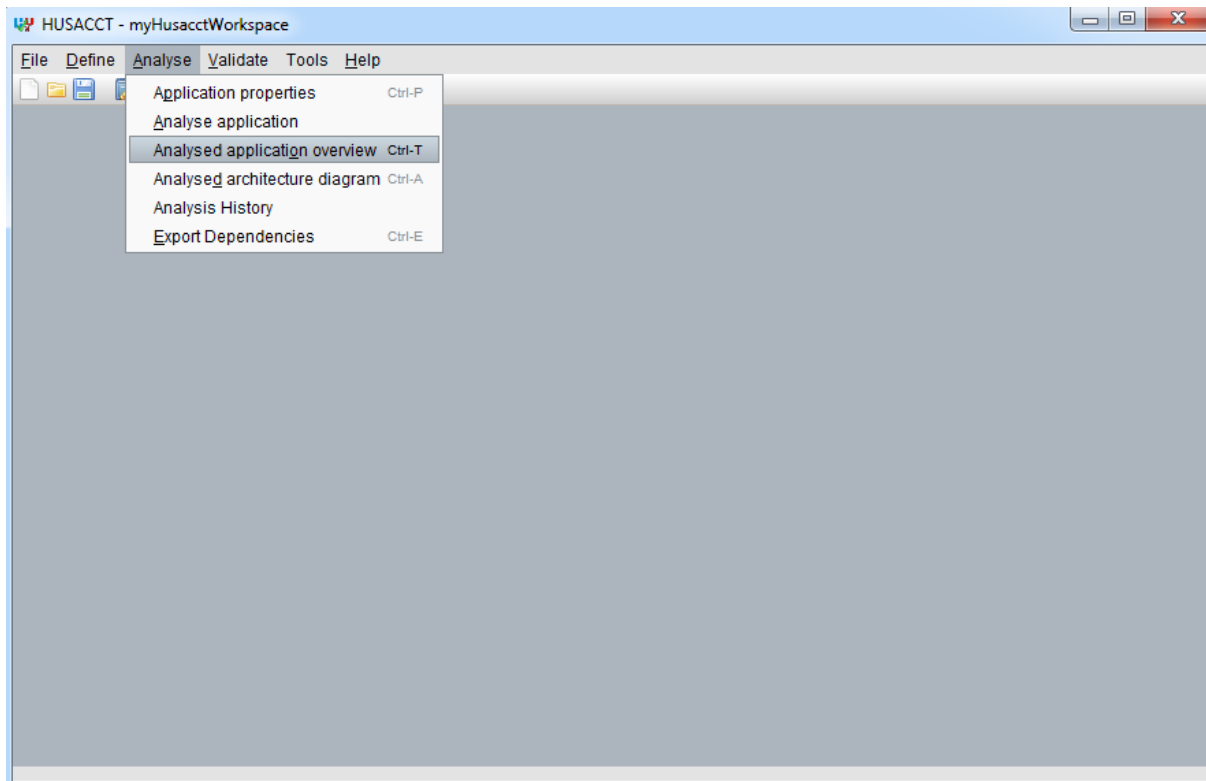 HUSACCT - myHusacctWorkspace
File Define Analyse Validate Tools Help
Application properties Ctrl-P
Analyse application
Analysed application overview Ctrl-T
Analysed architecture diagram Ctrl-A
Analysis History
Export Dependencies Ctrl-E